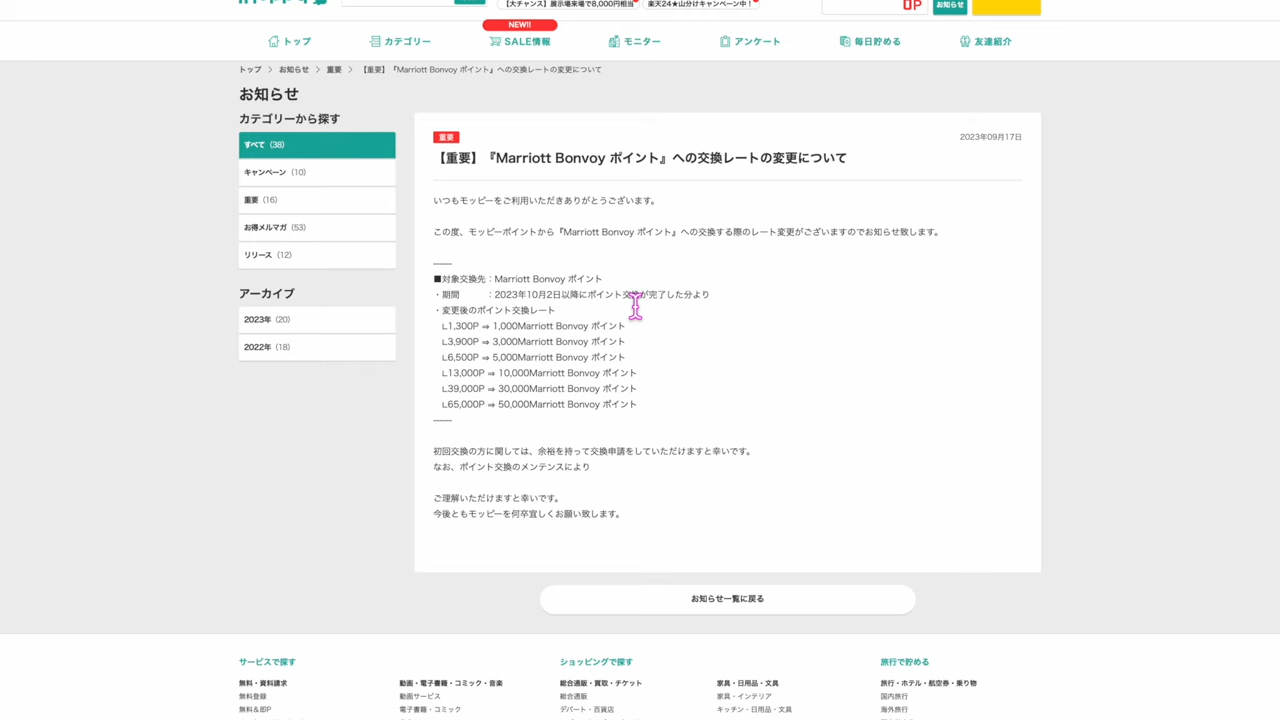 【大チャンス】展示場来場で8,000円相当
楽天24★山分けキャンペーン中！
UP
お知らせ
NEW!!
トップ
カテゴリー
SALE情報
モニター
アンケート
毎日貯める
友達紹介
トップ > お知らせ > 重要 > 【重要】『Marriott Bonvoy ポイント』への交換レートの変更について
お知らせ
カテゴリーから探す
すべて（38）
キャンペーン（10）
重要（16）
お得メルマガ（53）
リリース（12）
アーカイブ
2023年（20）
2022年（18）
重要
2023年09月17日
【重要】『Marriott Bonvoy ポイント』への交換レートの変更について
いつもモッピーをご利用いただきありがとうございます。
この度、モッピーポイントから『Marriott Bonvoy ポイント』への交換する際のレート変更がございますのでお知らせ致します。
------
■対象交換先：Marriott Bonvoy ポイント
・期間　　　：2023年10月2日以降にポイント交換が完了した分より
・変更後のポイント交換レート
∟1,300P ⇒ 1,000Marriott Bonvoy ポイント
∟3,900P ⇒ 3,000Marriott Bonvoy ポイント
∟6,500P ⇒ 5,000Marriott Bonvoy ポイント
∟13,000P ⇒ 10,000Marriott Bonvoy ポイント
∟39,000P ⇒ 30,000Marriott Bonvoy ポイント
∟65,000P ⇒ 50,000Marriott Bonvoy ポイント
------
初回交換の方に関しては、余裕を持って交換申請をしていただけますと幸いです。
なお、ポイント交換のメンテンスにより
ご理解いただけますと幸いです。
今後ともモッピーを何卒宜しくお願い致します。
お知らせ一覧に戻る
サービスで探す
無料・資料請求
無料登録
無料&即P
動画・電子書籍・コミック・音楽
動画サービス
電子書籍・コミック
ショッピングで探す
総合通販・買取・チケット
総合通販
デパート・百貨店
家具・日用品・文具
家具・インテリア
キッチン・日用品・文具
旅行で貯める
旅行・ホテル・航空券・乗り物
国内旅行
海外旅行